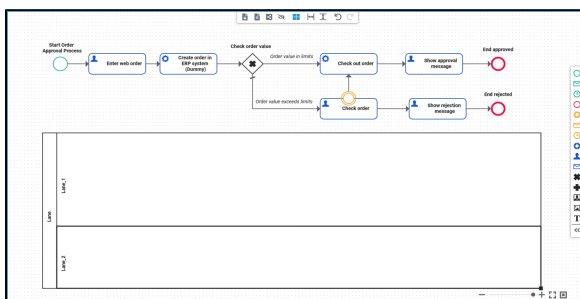 Start Order
Approval Process
Enter web order
Create order in
ERP system
(Dummy)
Check order value
Order value in limits
Check out order
Show approval
message
End approved
Order value exceeds limits
Check order
Show rejection
message
End rejected
Lane
Lane_1
Lane_2
T